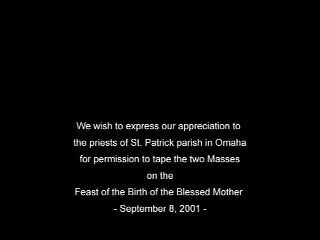 We wish to express our appreciation to
the priests of St. Patrick parish in Omaha
for permission to tape the two Masses
on the
Feast of the Birth of the Blessed Mother
- September 8, 2001 -